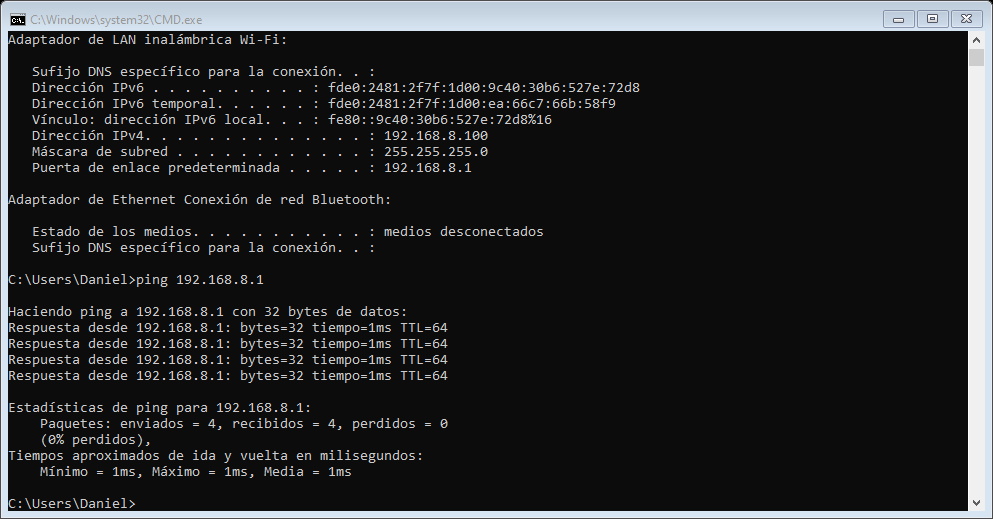 C:\Windows\system32\CMD.exe
Adaptador de LAN inalámbrica Wi-Fi:
Sufijo DNS específico para la conexión. . :
Dirección IPv6 . . . . . . . . . . : fde0:2481:2f7f:1d00:9c40:30b6:527e:72d8
Dirección IPv6 temporal. . . . . . : fde0:2481:2f7f:1d00:ea:66c7:66b:58f9
Vínculo: dirección IPv6 local. . . : fe80::9c40:30b6:527e:72d8%16
Dirección IPv4. . . . . . . . . . . . . . : 192.168.8.100
Máscara de subred . . . . . . . . . . . . : 255.255.255.0
Puerta de enlace predeterminada . . . . . : 192.168.8.1
Adaptador de Ethernet Conexión de red Bluetooth:
Estado de los medios. . . . . . . . . . . : medios desconectados
Sufijo DNS específico para la conexión. . :
C:\Users\Daniel>ping 192.168.8.1
Haciendo ping a 192.168.8.1 con 32 bytes de datos:
Respuesta desde 192.168.8.1: bytes=32 tiempo=1ms TTL=64
Respuesta desde 192.168.8.1: bytes=32 tiempo=1ms TTL=64
Respuesta desde 192.168.8.1: bytes=32 tiempo=1ms TTL=64
Respuesta desde 192.168.8.1: bytes=32 tiempo=1ms TTL=64
Estadísticas de ping para 192.168.8.1:
Paquetes: enviados = 4, recibidos = 4, perdidos = 0
(0% perdidos),
Tiempos aproximados de ida y vuelta en milisegundos:
Mínimo = 1ms, Máximo = 1ms, Media = 1ms
C:\Users\Daniel>